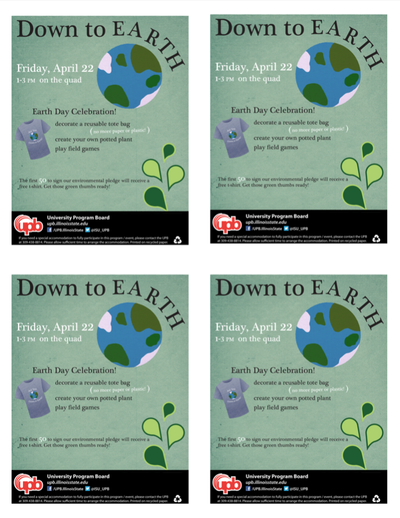 Down to EARTH
Friday, April 22
1-3 PM on the quad
Earth Day Celebration!
decorate a reusable tote bag
(no more paper or plastic!)
create your own potted plant
play field games
The first 50 to sign our environmental pledge will receive a
free t-shirt. Get those green thumbs ready!
upb
University Program Board
upb.illinoisstate.edu
/UPB.IllinoisState @ISU_UPB
If you need a special accommodation to fully participate in this program / event, please contact the UPB
at 309-438-8814. Please allow sufficient time to arrange the accommodation. Printed on recycled paper.
Down to EARTH
Friday, April 22
1-3 PM on the quad
Earth Day Celebration!
decorate a reusable tote bag
(no more paper or plastic!)
create your own potted plant
play field games
The first 50 to sign our environmental pledge will receive a
free t-shirt. Get those green thumbs ready!
upb
University Program Board
upb.illinoisstate.edu
/UPB.IllinoisState @ISU_UPB
If you need a special accommodation to fully participate in this program / event, please contact the UPB
at 309-438-8814. Please allow sufficient time to arrange the accommodation. Printed on recycled paper.
Down to EARTH
Friday, April 22
1-3 PM on the quad
Earth Day Celebration!
decorate a reusable tote bag
(no more paper or plastic!)
create your own potted plant
play field games
The first 50 to sign our environmental pledge will receive a
free t-shirt. Get those green thumbs ready!
upb
University Program Board
upb.illinoisstate.edu
/UPB.IllinoisState @ISU_UPB
If you need a special accommodation to fully participate in this program / event, please contact the UPB
at 309-438-8814. Please allow sufficient time to arrange the accommodation. Printed on recycled paper.
Down to EARTH
Friday, April 22
1-3 PM on the quad
Earth Day Celebration!
decorate a reusable tote bag
(no more paper or plastic!)
create your own potted plant
play field games
The first 50 to sign our environmental pledge will receive a
free t-shirt. Get those green thumbs ready!
upb
University Program Board
upb.illinoisstate.edu
/UPB.IllinoisState @ISU_UPB
If you need a special accommodation to fully participate in this program / event, please contact the UPB
at 309-438-8814. Please allow sufficient time to arrange the accommodation. Printed on recycled paper.